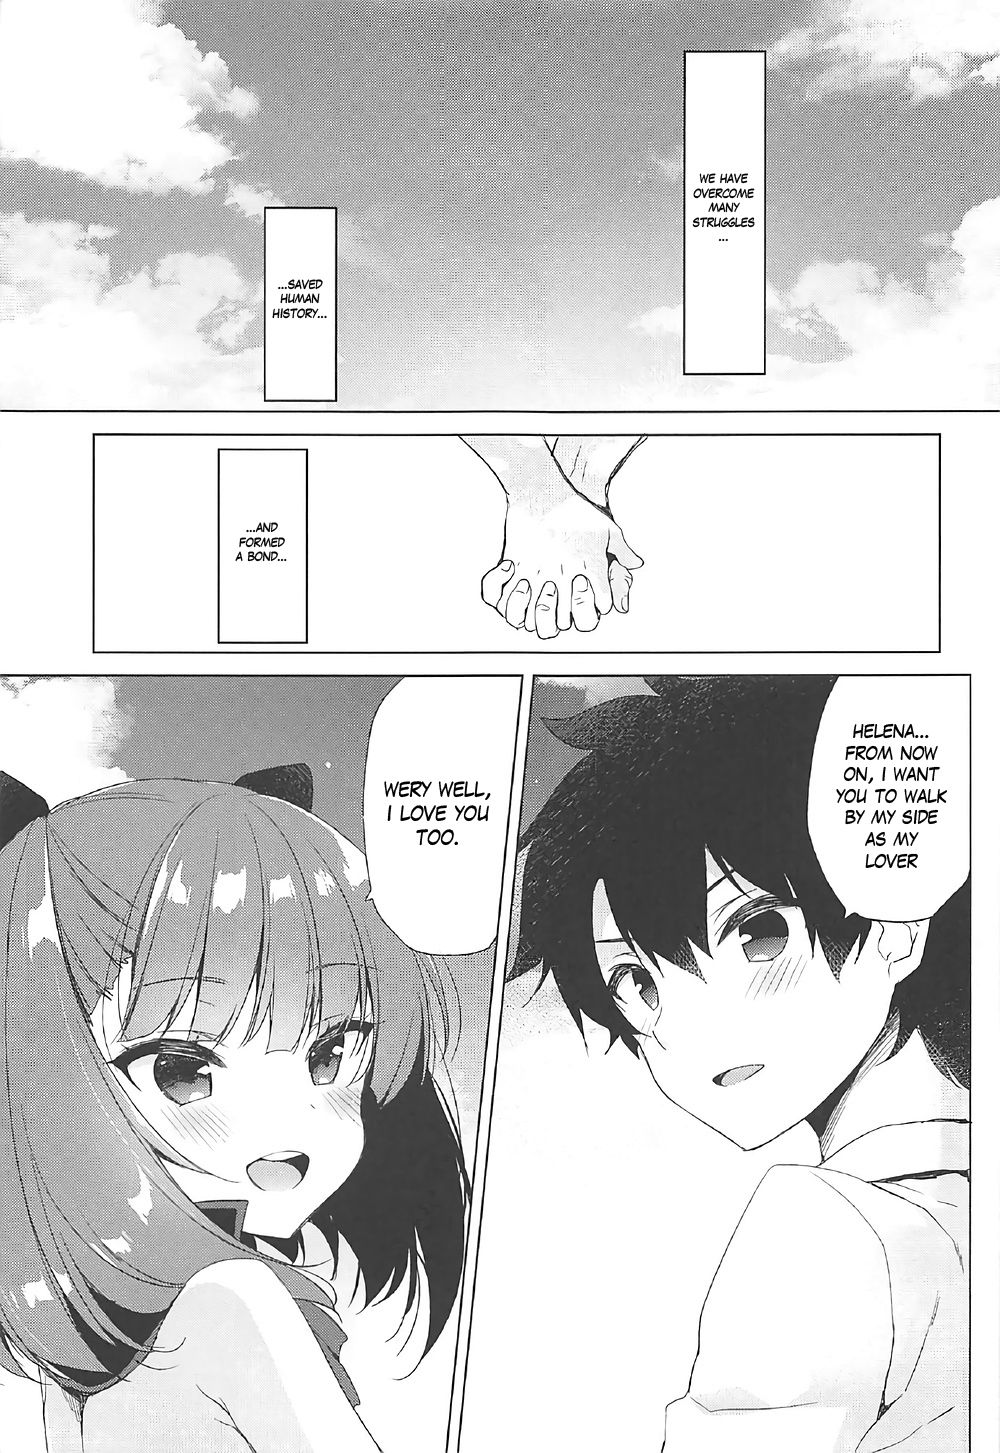 WE HAVE
OVERCOME
MANY
STRUGGLES
...
...SAVED
HUMAN
HISTORY...
...AND
FORMED
A BOND...
HELENA...
FROM NOW
ON, I WANT
YOU TO WALK
BY MY SIDE
AS MY
LOVER
WERY WELL,
I LOVE YOU
TOO.